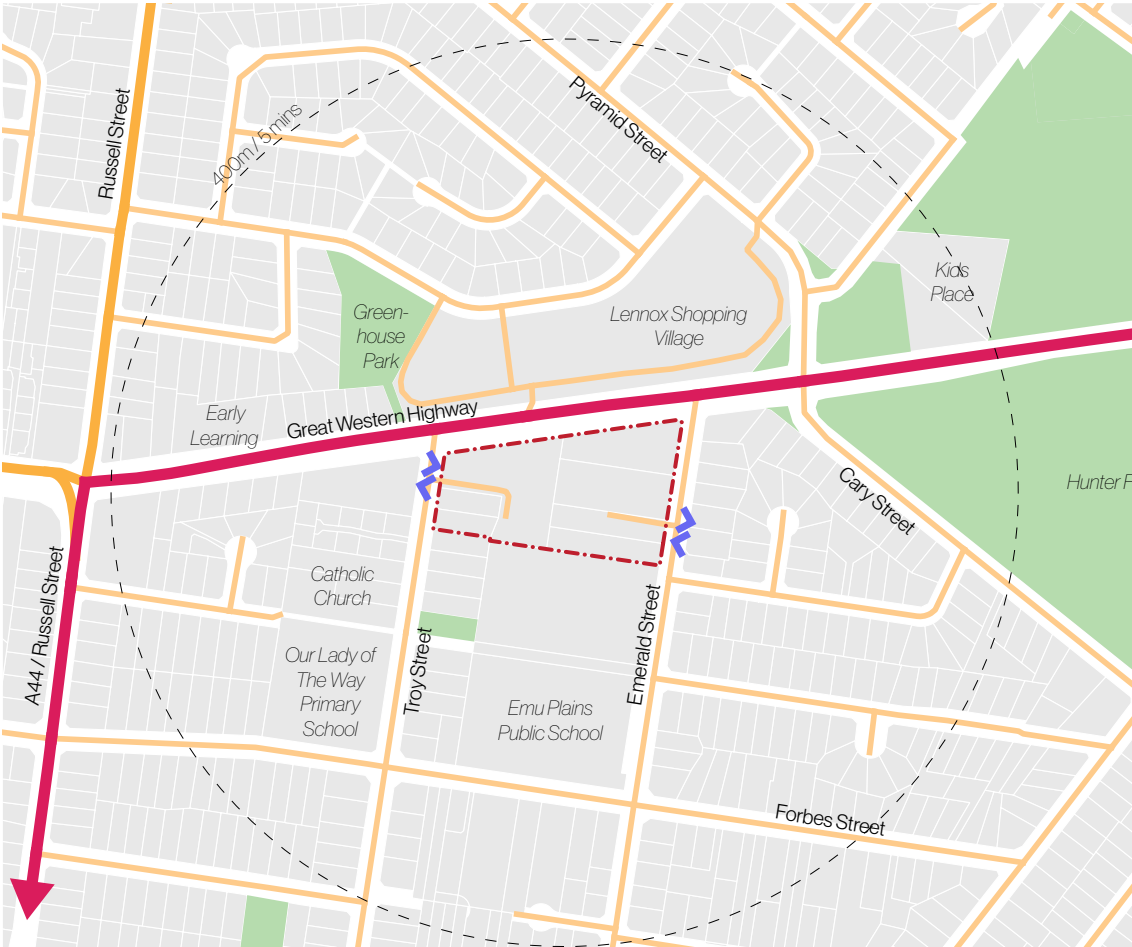 Russell Street
400m / 5 mins
Pyramid Street
Kids
Place
Lennox Shopping
Village
Green-
house
Park
Early
Learning
Great Western Highway
Hunter F
Cary Street
A44 / Russell Street
Catholic
Church
Our Lady of
The Way
Primary
School
Troy Street
Emerald Street
Emu Plains
Public School
Forbes Street